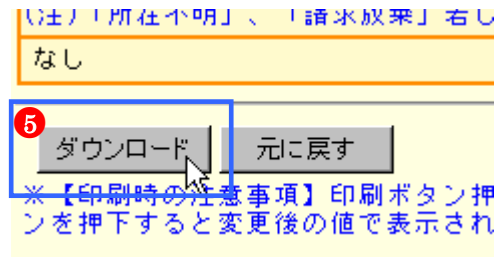 (注)「所在不明」、「請求放棄」若し
なし
5
ダウンロード 元に戻す
※【印刷時の注意事項】印刷ボタン押
ンを押下すると変更後の値で表示され